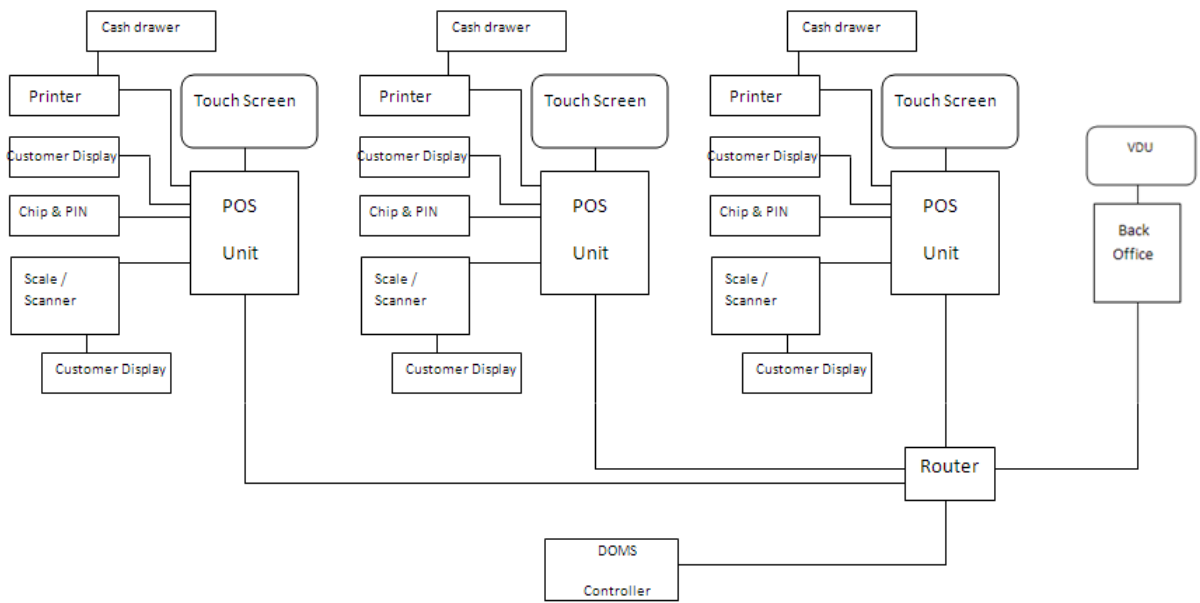 Cash drawer
Cash drawer
Cash drawer
Printer
Touch Screen
Printer
Touch Screen
Printer
Touch Screen
Customer Display
Customer Display
Customer Display
VDU
Chip & PIN
POS
Unit
Chip & PIN
POS
Unit
Chip & PIN
POS
Unit
Back
Office
Scale /
Scanner
Scale /
Scanner
Scale /
Scanner
Customer Display
Customer Display
Customer Display
Router
DOMS
Controller